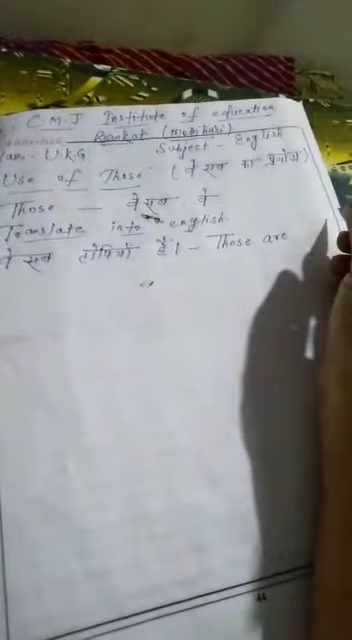 C.M.J Institute of education
Bankat (motihari)
Class - U.K.G Subject - English
Use of Those (वे सब का प्रयोग)
Those — वे सब वे
Translate into english.
वे सब टोपियाँ हैं। - Those are
44